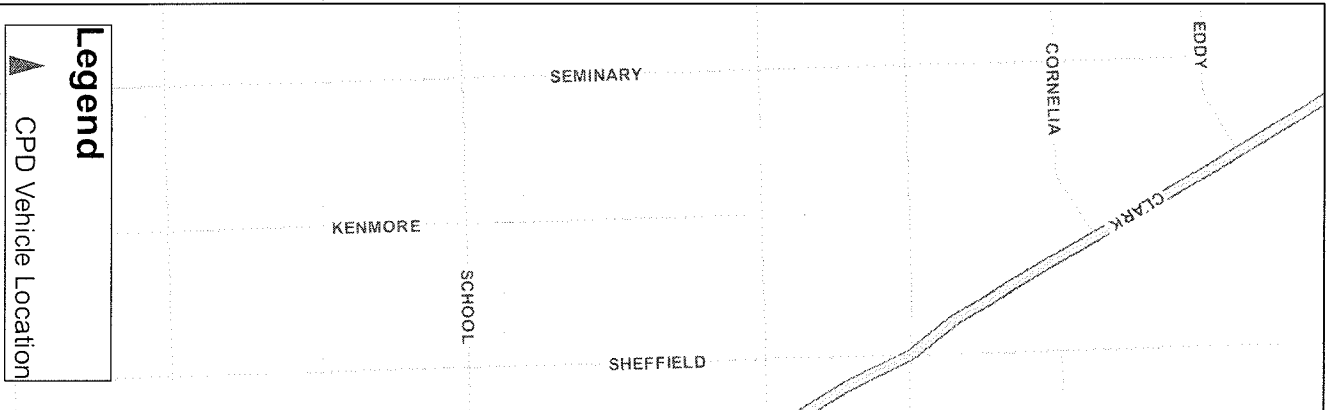 EDDY
CORNELIA
CLARK
SEMINARY
KENMORE
SCHOOL
SHEFFIELD
Legend
CPD Vehicle Location